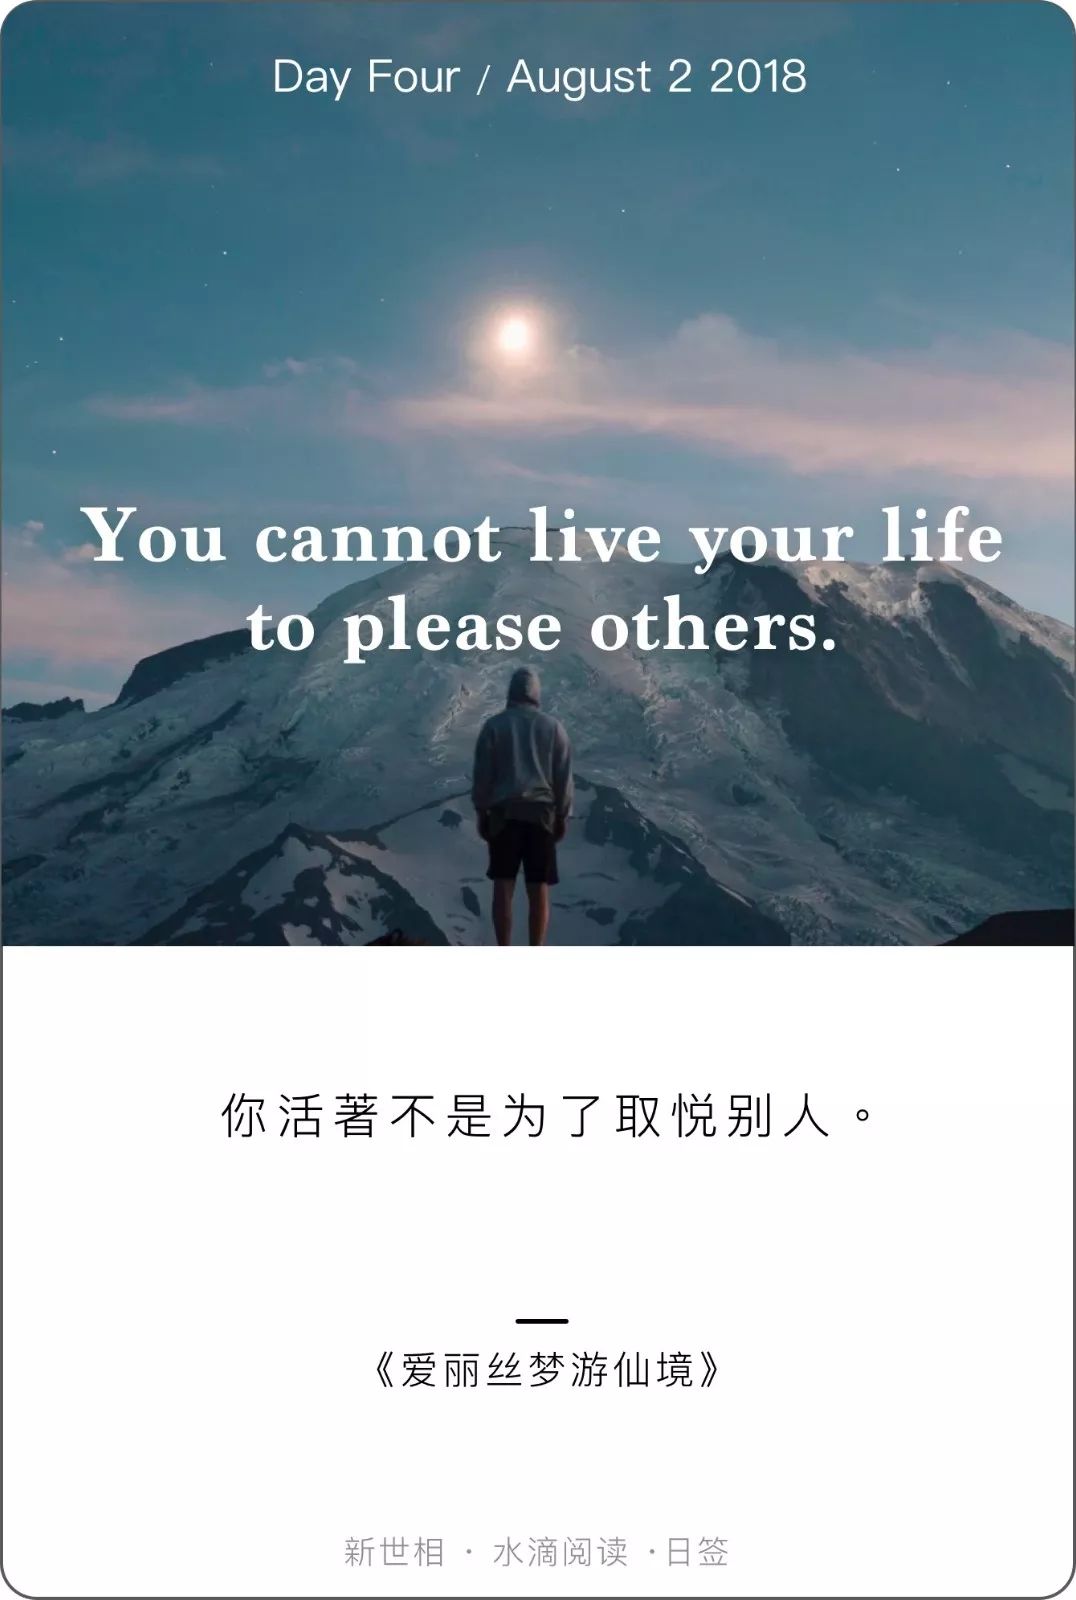 Day Four / August 2 2018
You cannot live your life
to please others.
你活著不是为了取悦别人。
《爱丽丝梦游仙境》
新世相 · 水滴阅读 ·日签